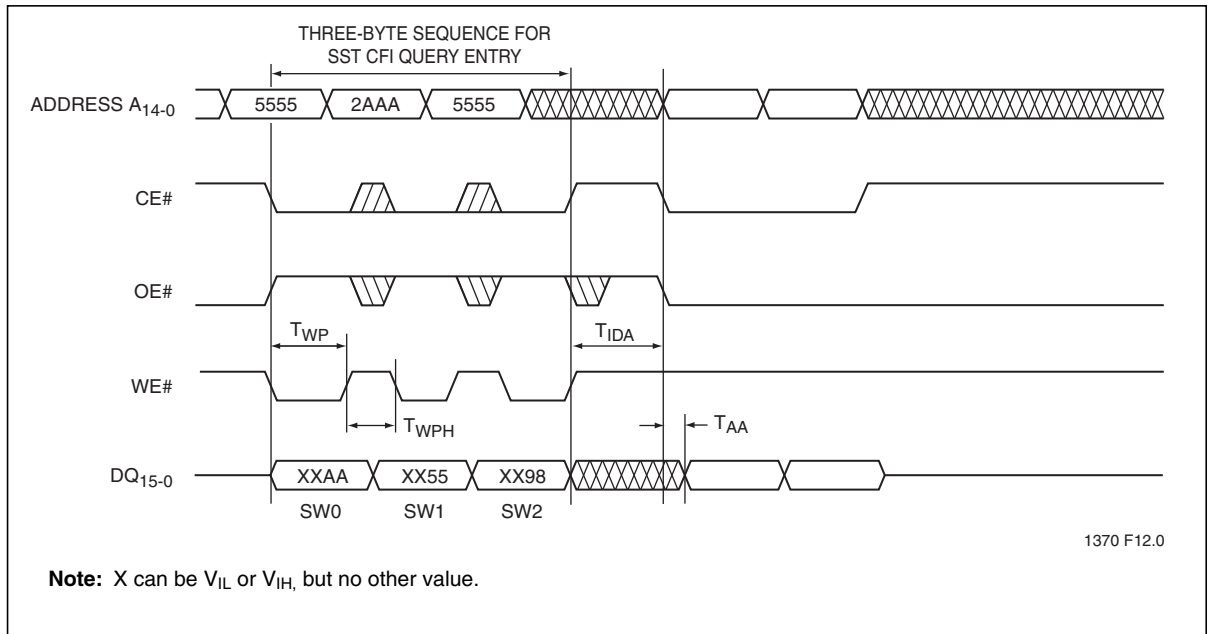 THREE-BYTE SEQUENCE FOR
SST CFI QUERY ENTRY
ADDRESS A14-0
5555 2AAA 5555
CE#
OE#
TWP TIDA
WE#
TWPH TAA
DQ15-0
XXAA XX55 XX98
SW0 SW1 SW2
1370 F12.0
Note: X can be VIL or VIH, but no other value.